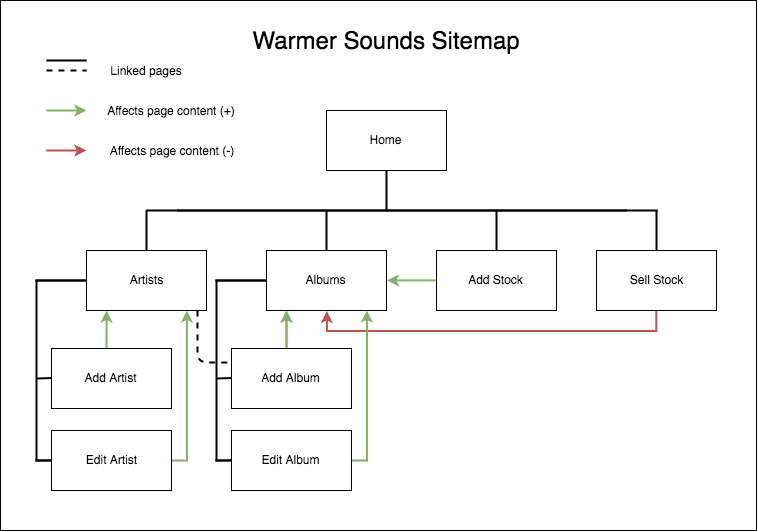 Warmer Sounds Sitemap
Linked pages
Affects page content (+)
Affects page content (-)
Home
Artists
Albums
Add Stock
Sell Stock
Add Artist
Add Album
Edit Artist
Edit Album